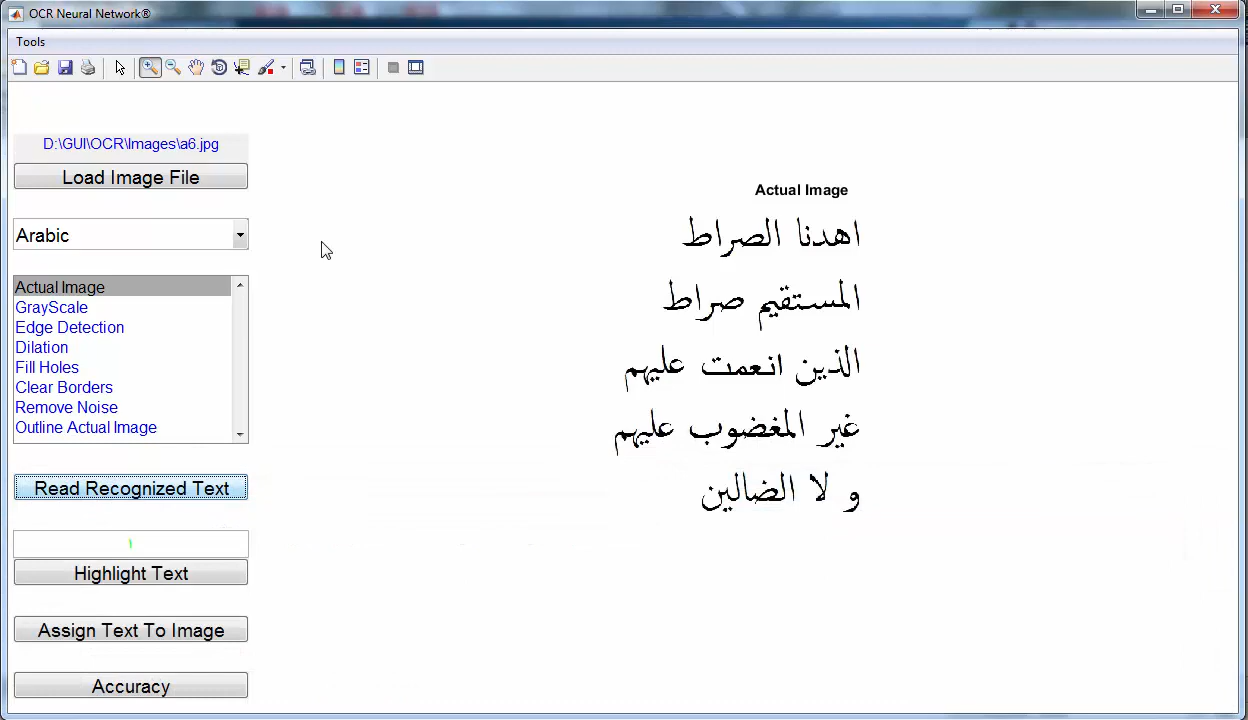 OCR Neural Network®
Tools
D:\GUI\OCR\Images\a6.jpg
Load Image File
Arabic
Actual Image
GrayScale
Edge Detection
Dilation
Fill Holes
Clear Borders
Remove Noise
Outline Actual Image
Read Recognized Text
ا
Highlight Text
Assign Text To Image
Accuracy
Actual Image
اهدنا الصراط
المستقيم صراط
الذين انعمت عليهم
غير المغضوب عليهم
و لا الضالين